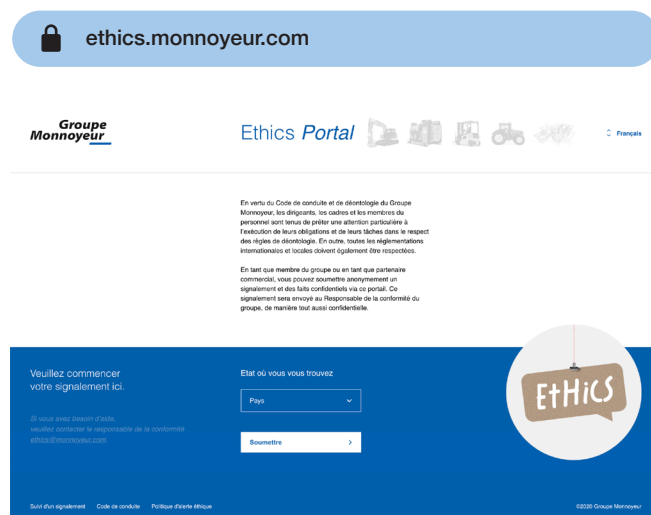 ethics.monnoyeur.com
Groupe
Monnoyeur
Ethics Portal
Français
En vertu du Code de conduite et de déontologie du Groupe
Monnoyeur, les dirigeants, les cadres et les membres du
personnel sont tenus de prêter une attention particulière à
l'exécution de leurs obligations et de leurs tâches dans le respect
des règles de déontologie. En outre, toutes les réglementations
internationales et locales doivent également être respectées.
En tant que membre du groupe ou en tant que partenaire
commercial, vous pouvez soumettre anonymement un
signalement et des faits confidentiels via ce portail. Ce
signalement sera envoyé au Responsable de la conformité du
groupe, de manière tout aussi confidentielle.
Veuillez commencer
votre signalement ici.
Si vous avez besoin d'aide,
veuillez contacter le responsable de la conformité
ethics@monnoyeur.com.
Etat où vous vous trouvez
Pays
Soumettre
EtHiCS
Suivi d'un signalement Code de conduite Politique d'alerte éthique
©2020 Groupe Monnoyeur